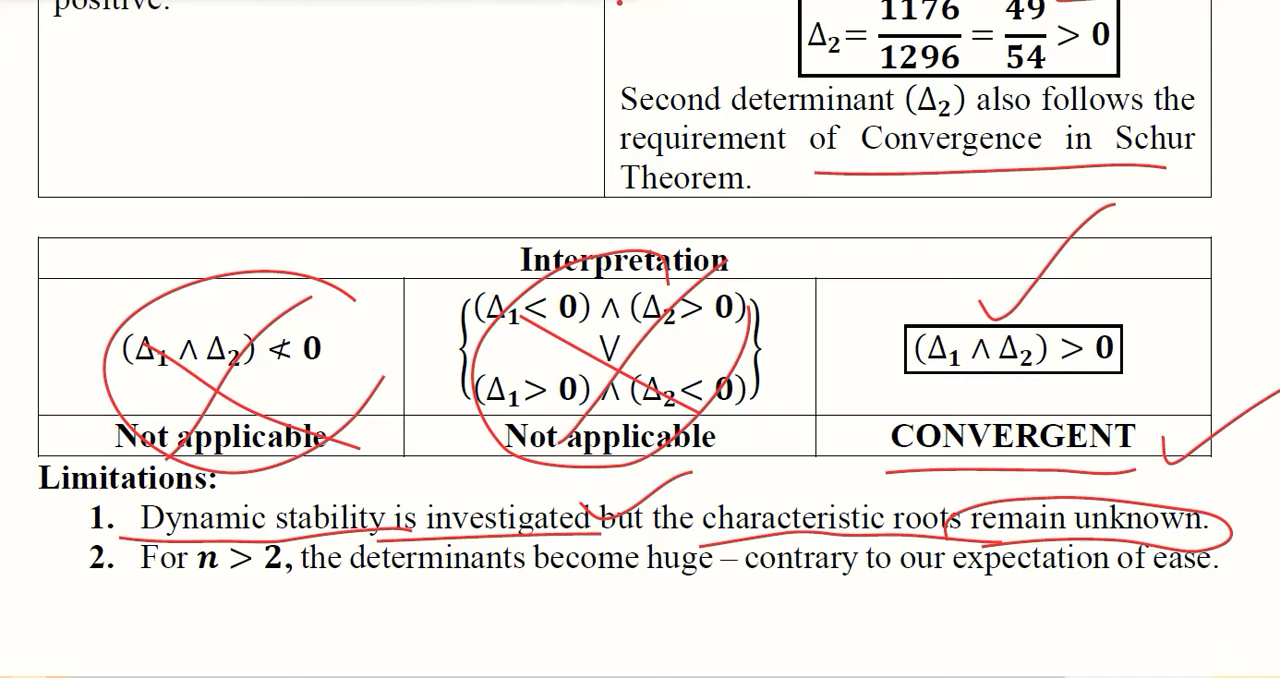 positive.
Δ₂= 1176/1296 = 49/54 > 0
Second determinant (Δ₂) also follows the
requirement of Convergence in Schur
Theorem.
Interpretation
(Δ₁ ∧ Δ₂) ≮ 0
(Δ₁< 0) ∧ (Δ₂> 0)
∨
(Δ₁> 0) ∧ (Δ₂< 0)
(Δ₁ ∧ Δ₂) > 0
Not applicable
Not applicable
CONVERGENT
Limitations:
1. Dynamic stability is investigated but the characteristic roots remain unknown.
2. For n > 2, the determinants become huge – contrary to our expectation of ease.